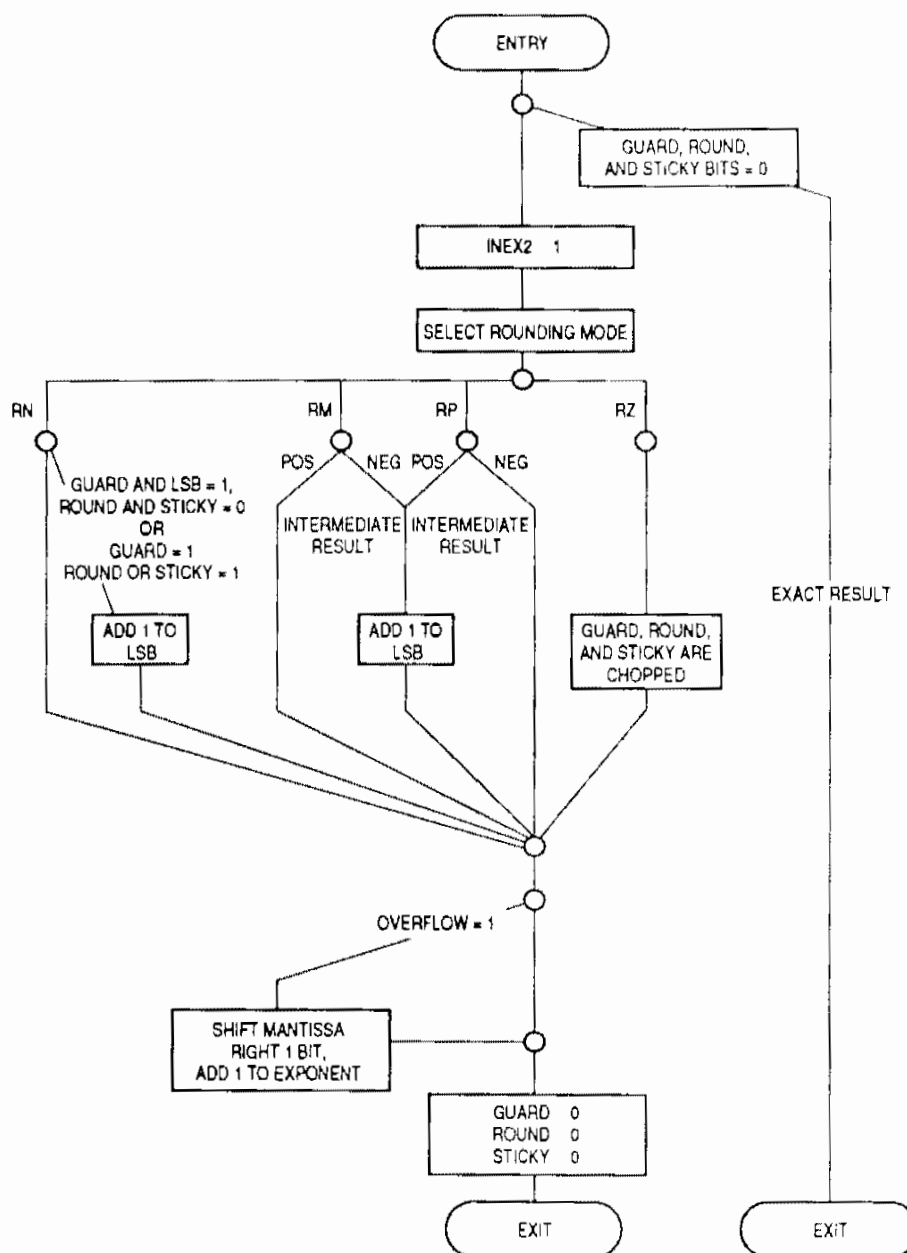 ENTRY
GUARD, ROUND,
AND STICKY BITS = 0
INEX2 1
SELECT ROUNDING MODE
RN
RM
RP
RZ
POS
NEG
POS
NEG
GUARD AND LSB = 1,
ROUND AND STICKY = 0
OR
GUARD = 1
ROUND OR STICKY = 1
INTERMEDIATE
RESULT
INTERMEDIATE
RESULT
ADD 1 TO
LSB
ADD 1 TO
LSB
GUARD, ROUND,
AND STICKY ARE
CHOPPED
EXACT RESULT
OVERFLOW = 1
SHIFT MANTISSA
RIGHT 1 BIT,
ADD 1 TO EXPONENT
GUARD 0
ROUND 0
STICKY 0
EXIT
EXIT